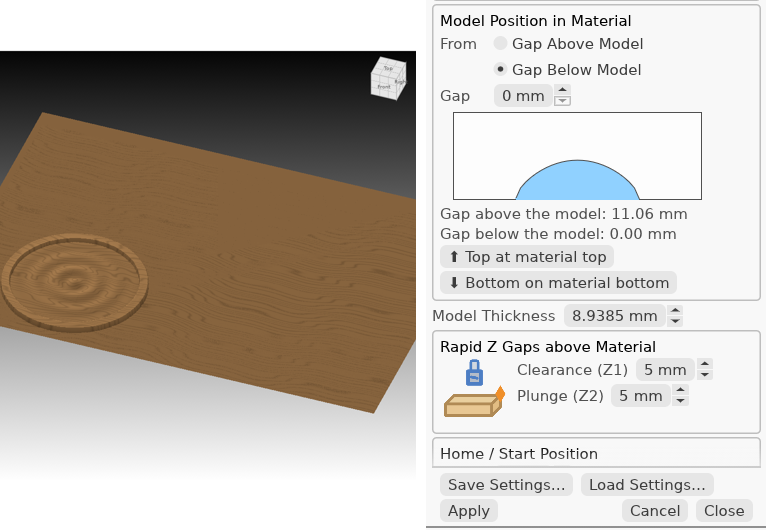 Top
Front
Right
Model Position in Material
From
Gap Above Model
Gap Below Model
Gap
0 mm
Gap above the model: 11.06 mm
Gap below the model: 0.00 mm
⬆ Top at material top
⬇ Bottom on material bottom
Model Thickness 8.9385 mm
Rapid Z Gaps above Material
Clearance (Z1) 5 mm
Plunge (Z2) 5 mm
Home / Start Position
Save Settings... Load Settings...
Apply Cancel Close